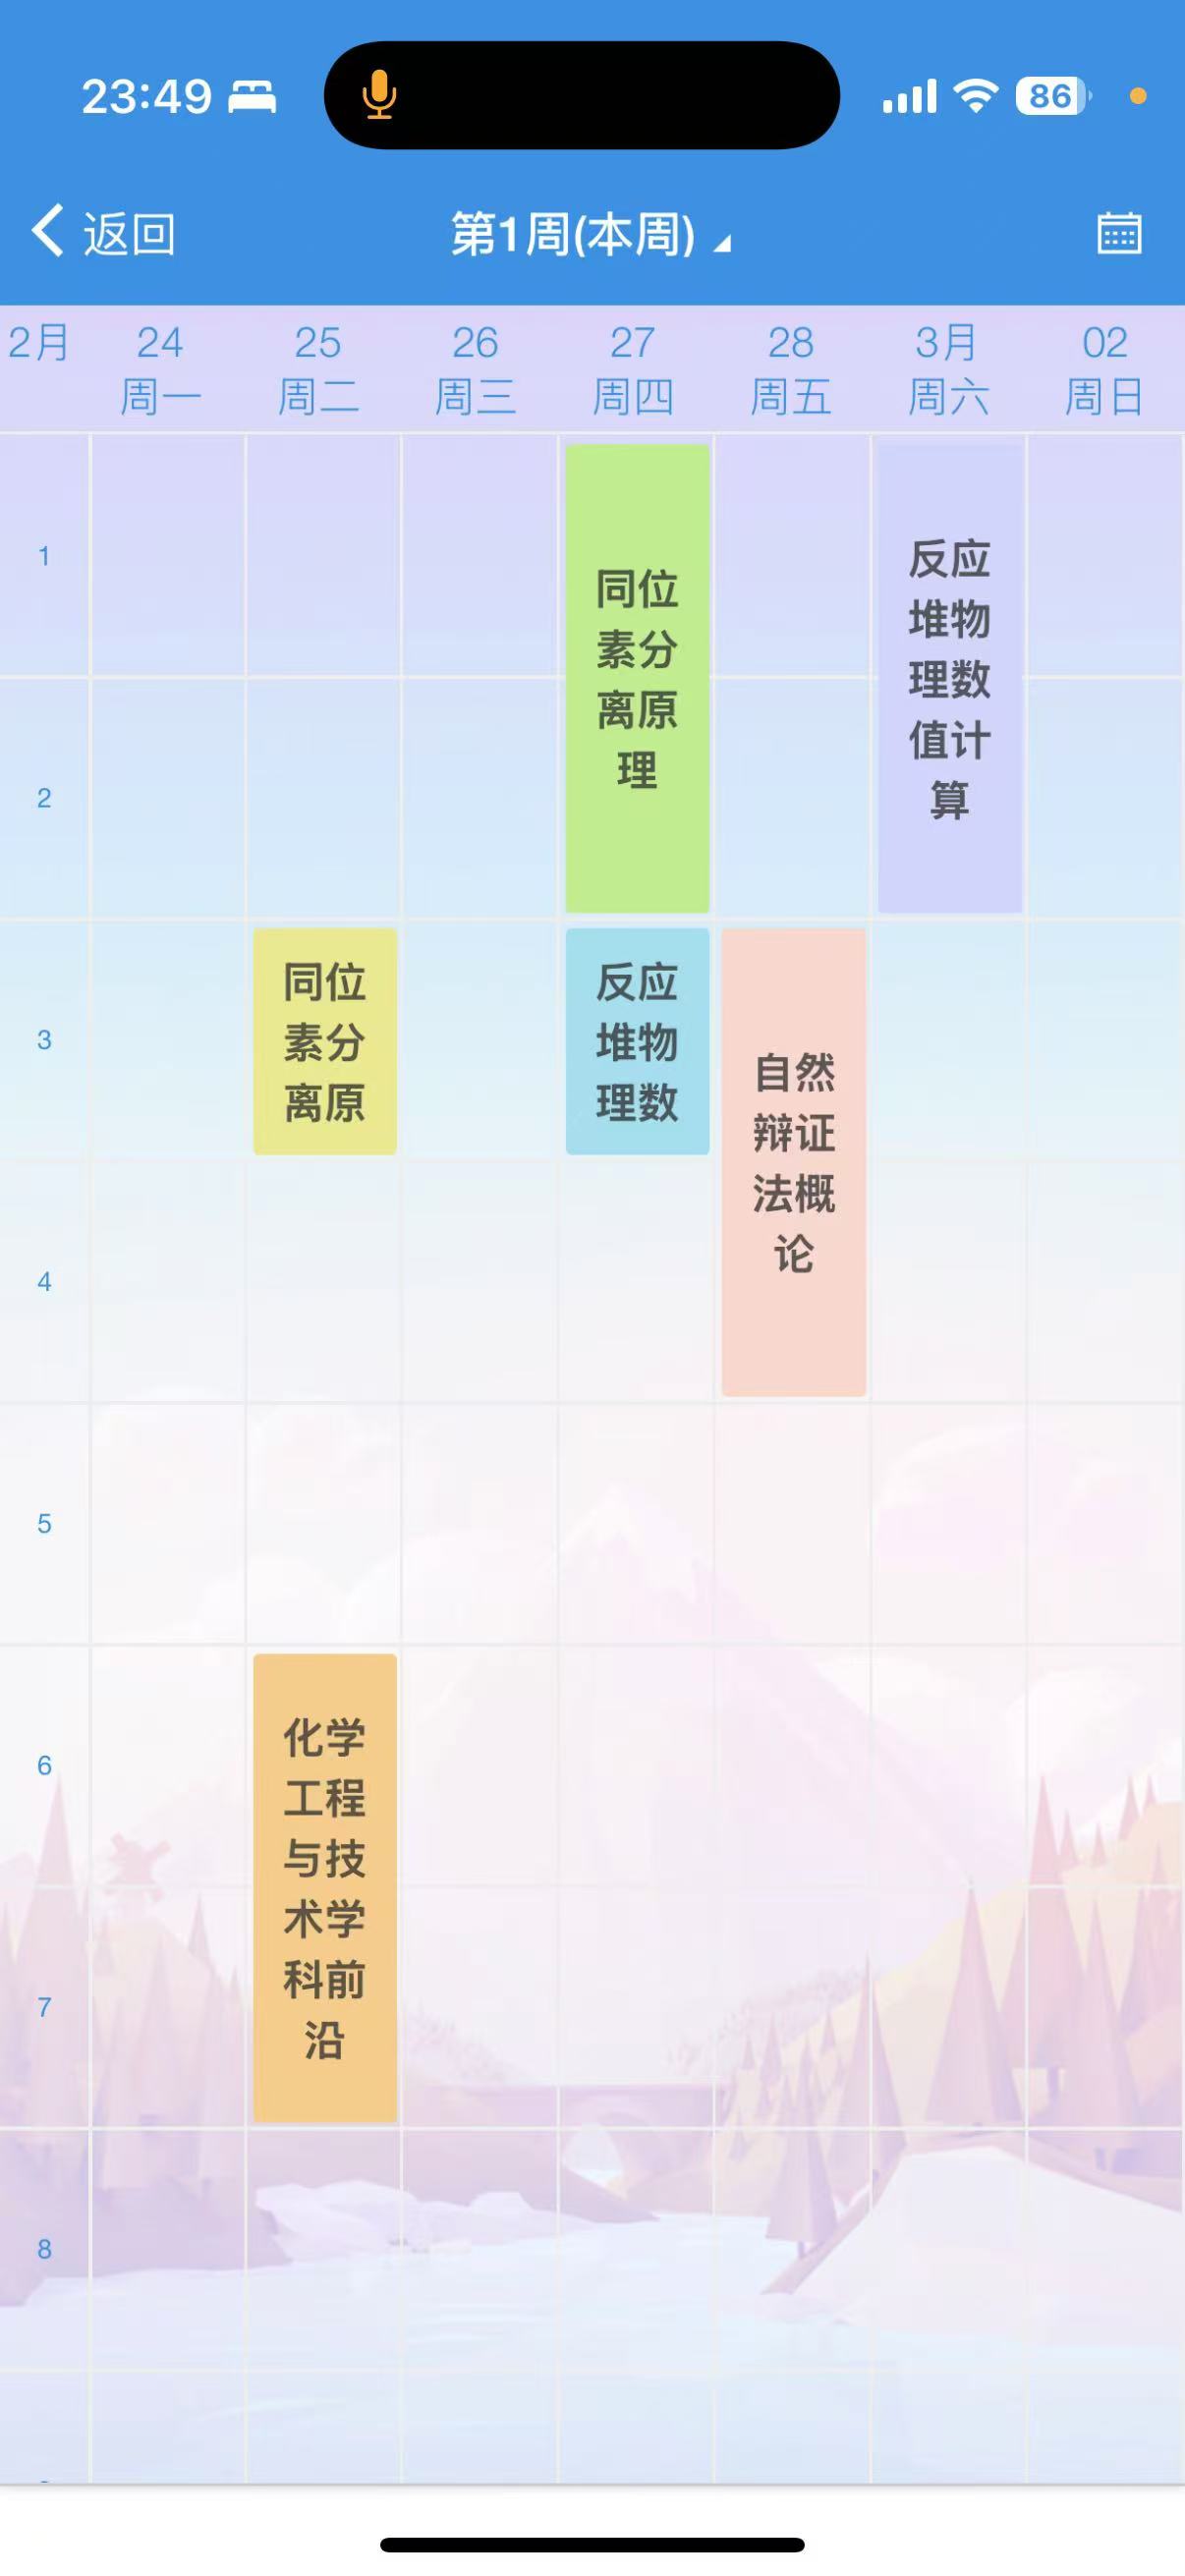 23:49
86
返回
第1周(本周)
2月 24 25 26 27 28 3月 02
周一 周二 周三 周四 周五 周六 周日
1
同位
素分
离原
理
反应
堆物
理数
值计
算
2
3
同位
素分
离原
反应
堆物
理数
自然
辩证
法概
论
4
5
6
化学
工程
与技
术学
科前
沿
7
8